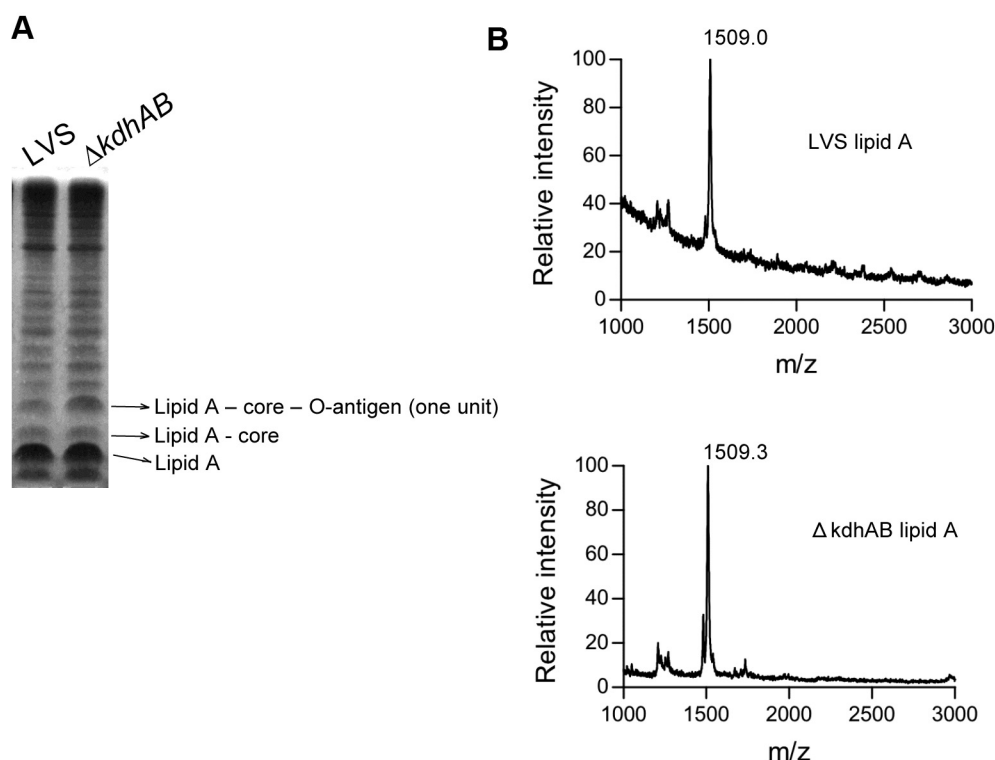 A
LVS
ΔkdhAB
Lipid A – core – O-antigen (one unit)
Lipid A - core
Lipid A
B
1509.0
LVS lipid A
Relative intensity
100
80
60
40
20
0
1000 1500 2000 2500 3000
m/z
1509.3
Δ kdhAB lipid A
Relative intensity
100
80
60
40
20
0
1000 1500 2000 2500 3000
m/z